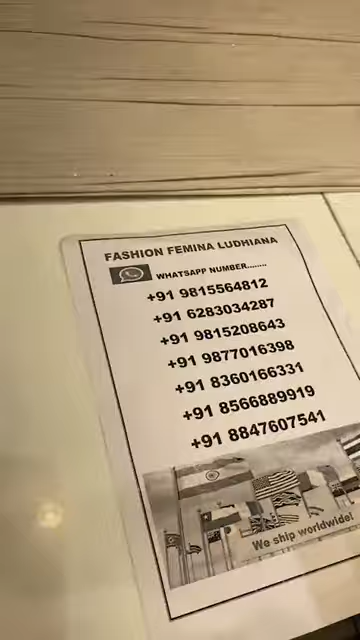 FASHION FEMINA LUDHIANA
WHATSAPP NUMBER........
+91 9815564812
+91 6283034287
+91 9815208643
+91 9877016398
+91 8360166331
+91 8566889919
+91 8847607541
We ship worldwide!